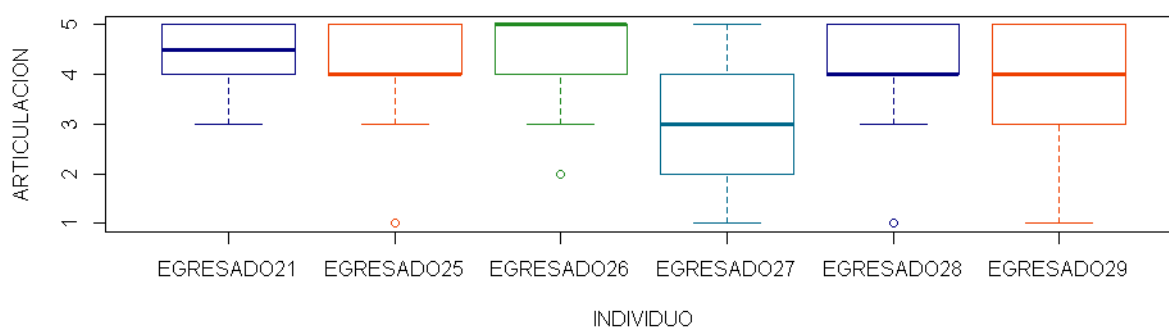 ARTICULACION
5
4
3
2
1
EGRESADO21 EGRESADO25 EGRESADO26 EGRESADO27 EGRESADO28 EGRESADO29
INDIVIDUO